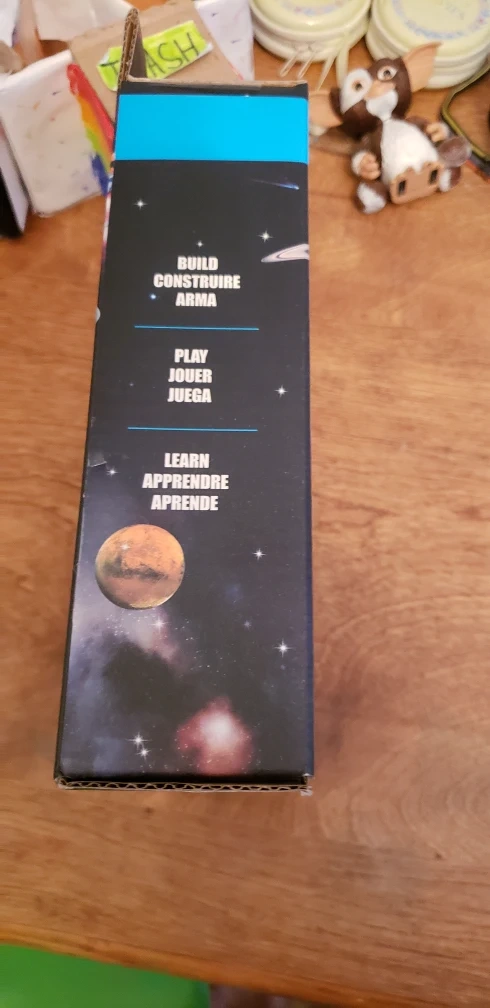 TRASH
BUILD
CONSTRUIRE
ARMA
PLAY
JOUER
JUEGA
LEARN
APPRENDRE
APRENDE